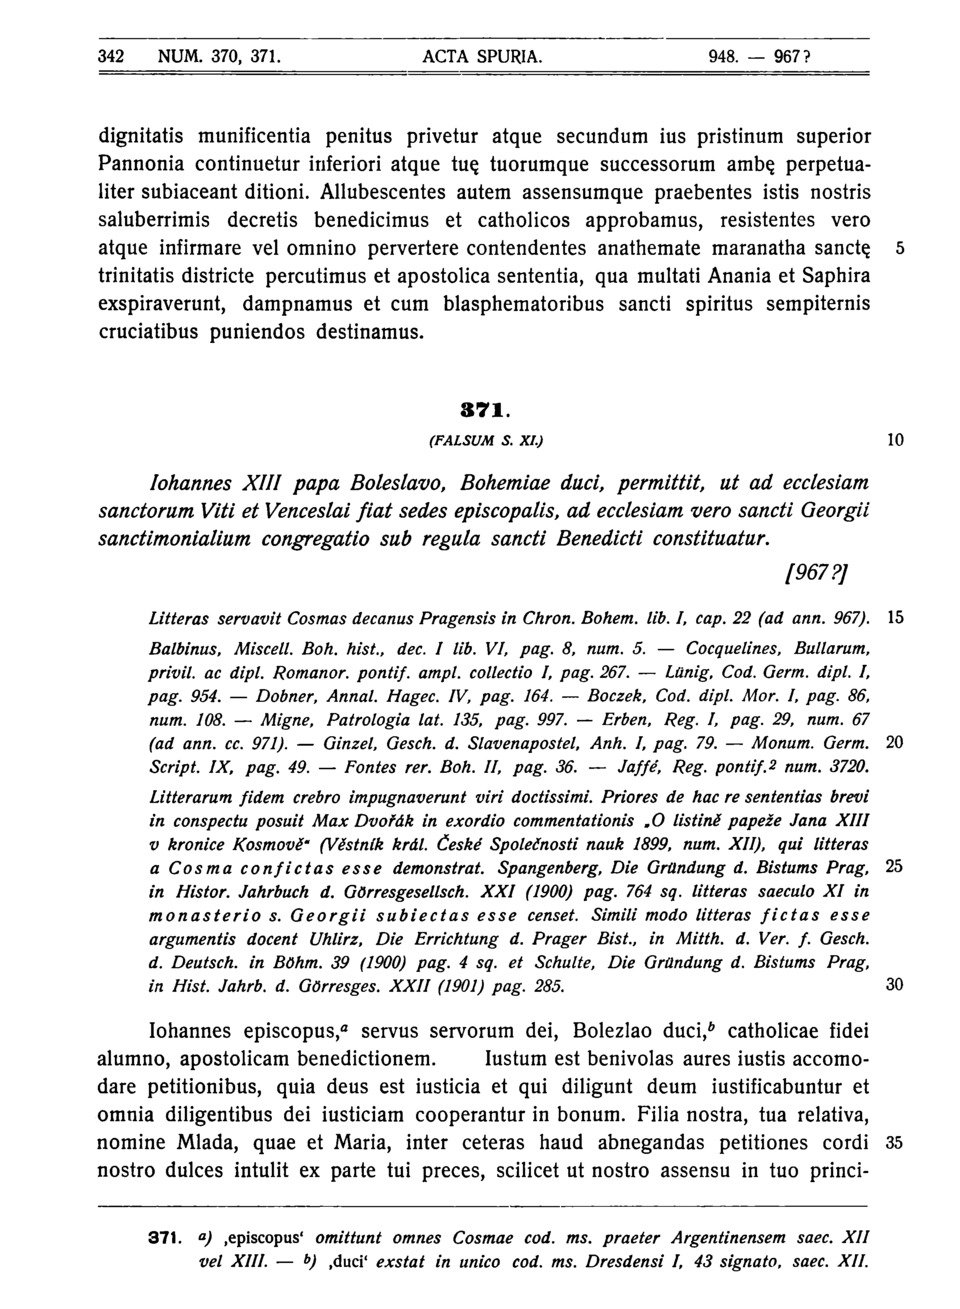 342 NUM. 370, 371. ACTA SPURIA. 948. — 967?
dignitatis munificentia penitus privetur atque secundum ius pristinum superior
Pannonia continuetur inferiori atque tuę tuorumque successorum ambę perpetua-
liter subiaceant ditioni. Allubescentes autem assensumque praebentes istis nostris
saluberrimis decretis benedicimus et catholicos approbamus, resistentes vero
atque infirmare vel omnino pervertere contendentes anathemate maranatha sanctę 5
trinitatis districte percutimus et apostolica sententia, qua multati Anania et Saphira
exspiraverunt, dampnamus et cum blasphematoribus sancti spiritus sempiternis
cruciatibus puniendos destinamus.
371.
(FALSUM S. XI.) 10
Iohannes XIII papa Boleslavo, Bohemiae duci, permittit, ut ad ecclesiam
sanctorum Viti et Venceslai fiat sedes episcopalis, ad ecclesiam vero sancti Georgii
sanctimonialium congregatio sub regula sancti Benedicti constituatur.
[967?]
Litteras servavit Cosmas decanus Pragensis in Chron. Bohem. lib. I, cap. 22 (ad ann. 967). 15
Balbinus, Miscell. Boh. hist., dec. I lib. VI, pag. 8, num. 5. — Cocquelines, Bullarum,
privil. ac dipl. Romanor. pontif. ampl. collectio I, pag. 267. — Lünig, Cod. Germ. dipl. I,
pag. 954. — Dobner, Annal. Hagec. IV, pag. 164. — Boczek, Cod. dipl. Mor. I, pag. 86,
num. 108. — Migne, Patrologia lat. 135, pag. 997. — Erben, Reg. I, pag. 29, num. 67
(ad ann. cc. 971). — Ginzel, Gesch. d. Slavenapostel, Anh. I, pag. 79. — Monum. Germ. 20
Script. IX, pag. 49. — Fontes rer. Boh. II, pag. 36. — Jaffé, Reg. pontif.² num. 3720.
Litterarum fidem crebro impugnaverunt viri doctissimi. Priores de hac re sententias brevi
in conspectu posuit Max Dvořák in exordio commentationis „O listině papeže Jana XIII
v kronice Kosmově“ (Věstník král. České Společnosti nauk 1899, num. XII), qui litteras
a Cosma confictas esse demonstrat. Spangenberg, Die Gründung d. Bistums Prag, 25
in Histor. Jahrbuch d. Görresgesellsch. XXI (1900) pag. 764 sq. litteras saeculo XI in
monasterio s. Georgii subiectas esse censet. Simili modo litteras fictas esse
argumentis docent Uhlirz, Die Errichtung d. Prager Bist., in Mitth. d. Ver. f. Gesch.
d. Deutsch. in Böhm. 39 (1900) pag. 4 sq. et Schulte, Die Gründung d. Bistums Prag,
in Hist. Jahrb. d. Görresges. XXII (1901) pag. 285. 30
Iohannes episcopus,ᵃ servus servorum dei, Bolezlao duci,ᵇ catholicae fidei
alumno, apostolicam benedictionem. Iustum est benivolas aures iustis accomo-
dare petitionibus, quia deus est iusticia et qui diligunt deum iustificabuntur et
omnia diligentibus dei iusticiam cooperantur in bonum. Filia nostra, tua relativa,
nomine Mlada, quae et Maria, inter ceteras haud abnegandas petitiones cordi 35
nostro dulces intulit ex parte tui preces, scilicet ut nostro assensu in tuo princi-
371. a) ‚episcopus‘ omittunt omnes Cosmae cod. ms. praeter Argentinensem saec. XII
vel XIII. — b) ‚duci‘ exstat in unico cod. ms. Dresdensi I, 43 signato, saec. XII.